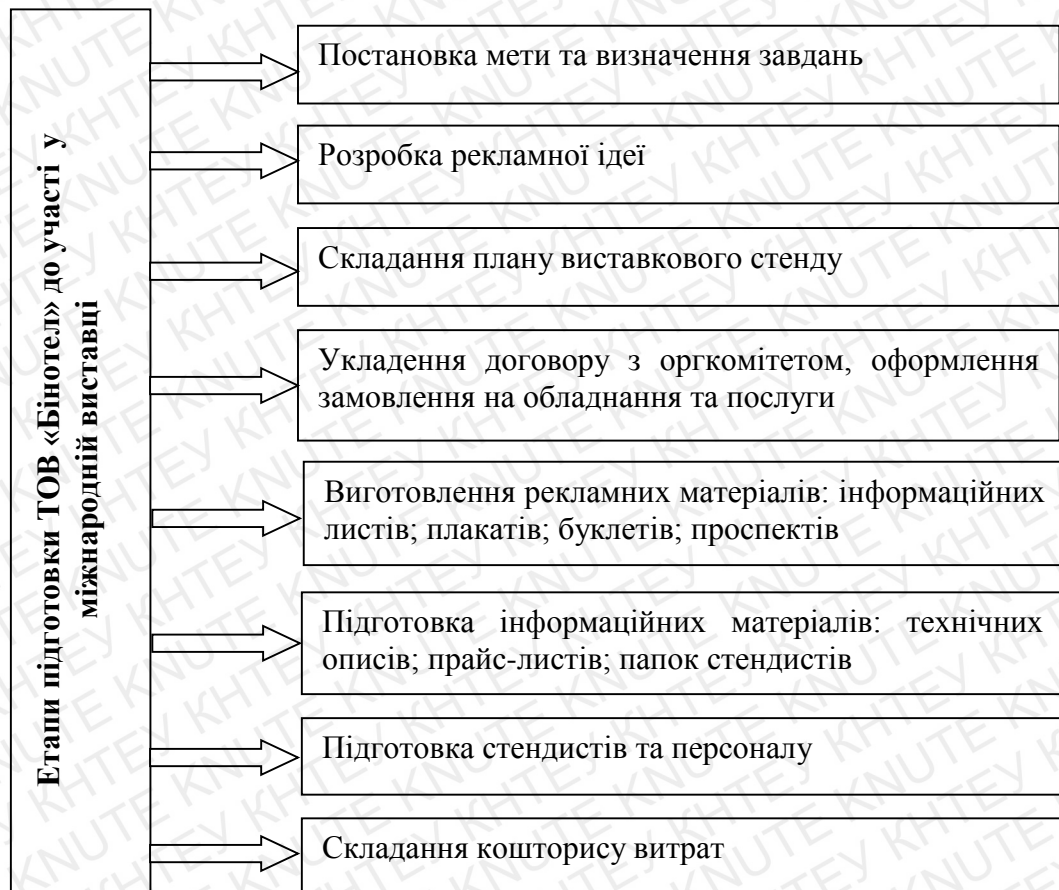 Етапи підготовки ТОВ «Бінотел» до участі у
міжнародній виставці
Постановка мети та визначення завдань
Розробка рекламної ідеї
Складання плану виставкового стенду
Укладення договору з оргкомітетом, оформлення
замовлення на обладнання та послуги
Виготовлення рекламних матеріалів: інформаційних
листів; плакатів; буклетів; проспектів
Підготовка інформаційних матеріалів: технічних
описів; прайс-листів; папок стендистів
Підготовка стендистів та персоналу
Складання кошторису витрат